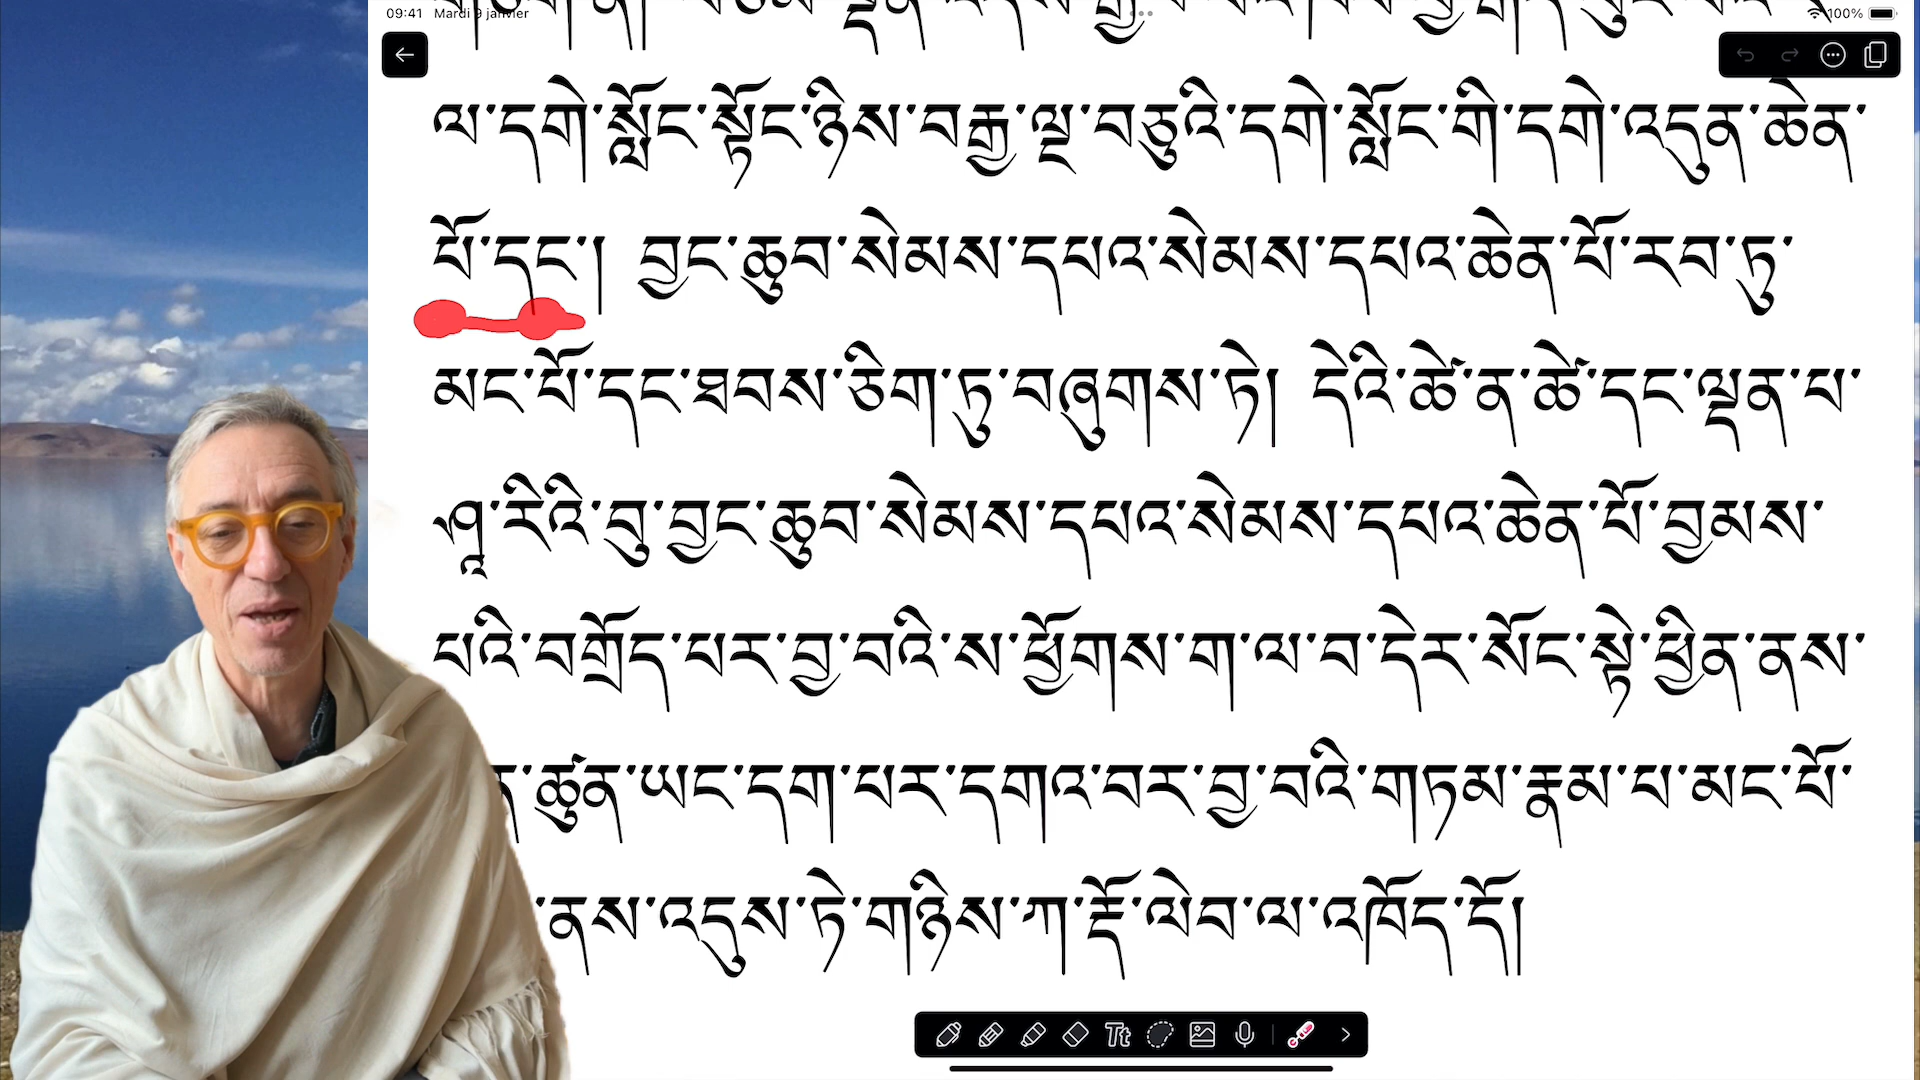 09:41 Mardi 9 janvier
100%
ལ་དགེ་སློང་སྟོང་ཉིས་བརྒྱ་ལྔ་བཅུའི་དགེ་སློང་གི་དགེ་འདུན་ཆེན་
པོ་དང་། བྱང་ཆུབ་སེམས་དཔའ་སེམས་དཔའ་ཆེན་པོ་རབ་ཏུ་
མང་པོ་དང་ཐབས་ཅིག་ཏུ་བཞུགས་ཏེ། དེའི་ཚེ་ན་ཚེ་དང་ལྡན་པ་
ཤཱ་རིའི་བུ་བྱང་ཆུབ་སེམས་དཔའ་སེམས་དཔའ་ཆེན་པོ་བྱམས་
པའི་བགྲོད་པར་བྱ་བའི་ས་ཕྱོགས་ག་ལ་བ་དེར་སོང་སྟེ་ཕྱིན་ནས་
ཚུན་ཡང་དག་པར་དགའ་བར་བྱ་བའི་གཏམ་རྣམ་པ་མང་པོ་
ནས་འདུས་ཏེ་གཉིས་ཀ་རྡོ་ལེབ་ལ་འཁོད་དོ།
Tt